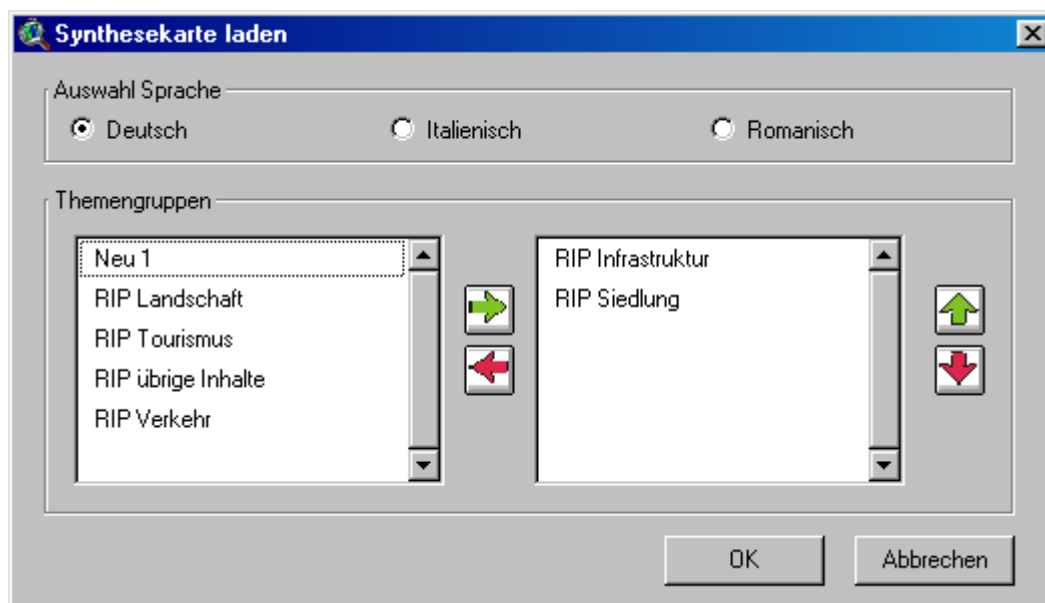 Synthesekarte laden
Auswahl Sprache
Deutsch Italienisch Romanisch
Themengruppen
Neu 1
RIP Landschaft
RIP Tourismus
RIP übrige Inhalte
RIP Verkehr
RIP Infrastruktur
RIP Siedlung
OK Abbrechen